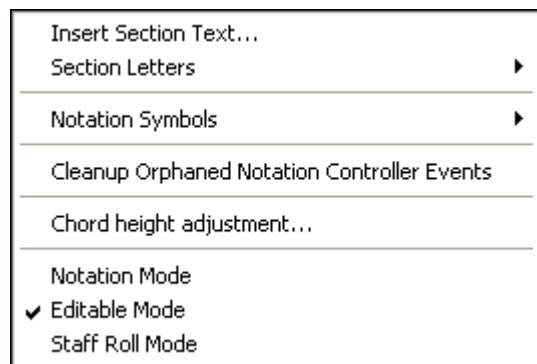 Insert Section Text...
Section Letters
Notation Symbols
Cleanup Orphaned Notation Controller Events
Chord height adjustment...
Notation Mode
Editable Mode
Staff Roll Mode